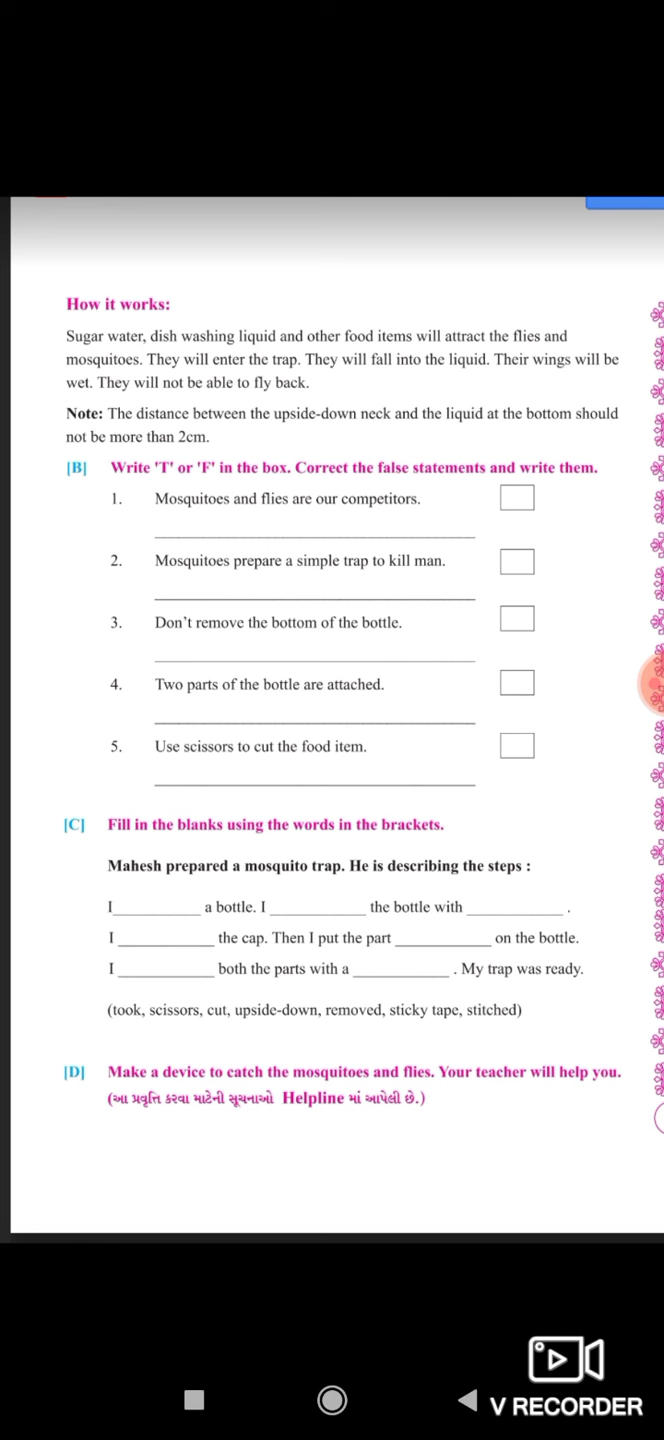 How it works:
Sugar water, dish washing liquid and other food items will attract the flies and
mosquitoes. They will enter the trap. They will fall into the liquid. Their wings will be
wet. They will not be able to fly back.
Note: The distance between the upside-down neck and the liquid at the bottom should
not be more than 2cm.
[B] Write 'T' or 'F' in the box. Correct the false statements and write them.
1. Mosquitoes and flies are our competitors.
2. Mosquitoes prepare a simple trap to kill man.
3. Don't remove the bottom of the bottle.
4. Two parts of the bottle are attached.
5. Use scissors to cut the food item.
[C] Fill in the blanks using the words in the brackets.
Mahesh prepared a mosquito trap. He is describing the steps :
I__________ a bottle. I ___________ the bottle with ___________ .
I ___________ the cap. Then I put the part ___________ on the bottle.
I ___________ both the parts with a ___________ . My trap was ready.
(took, scissors, cut, upside-down, removed, sticky tape, stitched)
[D] Make a device to catch the mosquitoes and flies. Your teacher will help you.
(આ પ્રવૃત્તિ કરવા માટેની સૂચનાઓ Helpline માં આપેલી છે.)
V RECORDER